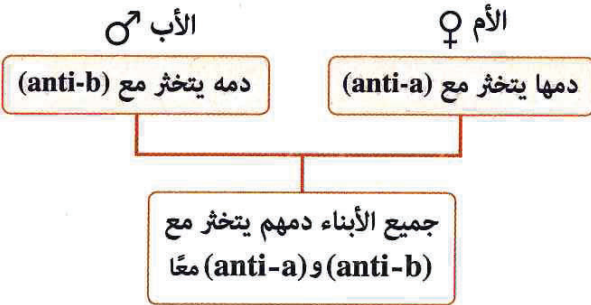 الأم ♀
الأب ♂
دمها يتخثر مع (anti-a)
دمه يتخثر مع (anti-b)
جميع الأبناء دمهم يتخثر مع
(anti-b) و (anti-a) معًا